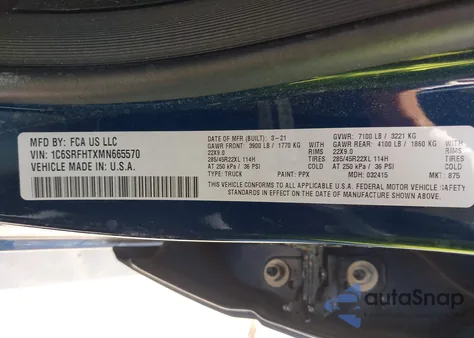 MFD BY: FCA US LLC
VIN: 1C6SRFHTXMN665570
VEHICLE MADE IN: U.S.A.
DATE OF MFR (BUILT): 3-21 GVWR: 7100 LB / 3221 KG
GAWR FRONT: 3900 LB / 1770 KG WITH GAWR REAR: 4100 LB / 1860 KG WITH
22X9.0 RIMS 22X9.0 RIMS
285/45R22XL 114H TIRES 285/45R22XL 114H TIRES
AT 250 kPa / 36 PSI COLD AT 250 kPa / 36 PSI COLD
TYPE: TRUCK PAINT: PPX MDH: 032415 MKT: 875
THIS VEHICLE CONFORMS TO ALL APPLICABLE U.S.A. FEDERAL MOTOR VEHICLE
SAFETY STANDARDS IN EFFECT ON THE DATE OF MANUFACTURE SHOWN ABOVE.
autoSnap